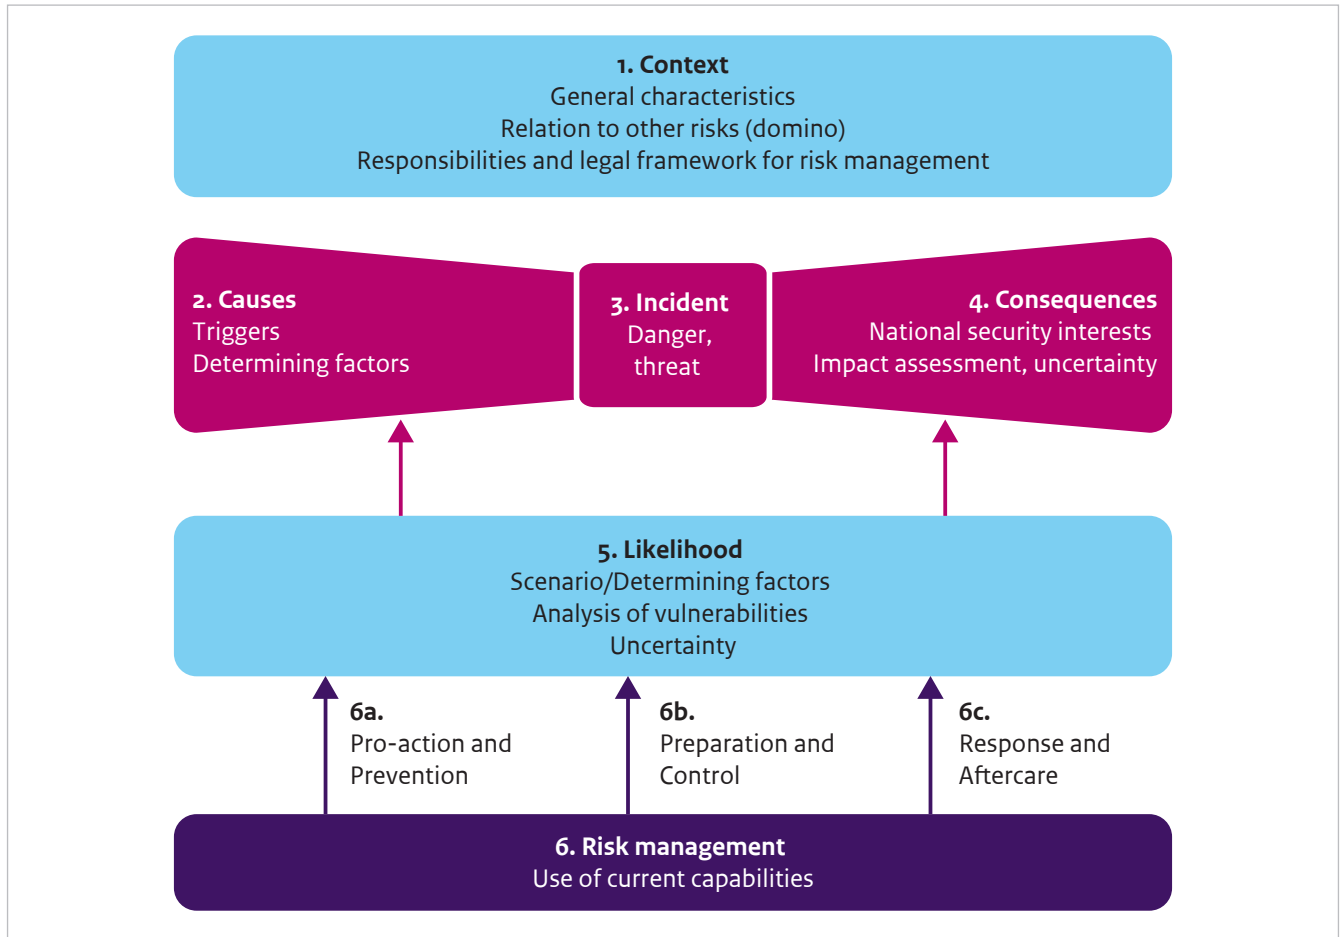 1. Context
General characteristics
Relation to other risks (domino)
Responsibilities and legal framework for risk management
2. Causes
Triggers
Determining factors
3. Incident
Danger,
threat
4. Consequences
National security interests
Impact assessment, uncertainty
5. Likelihood
Scenario/Determining factors
Analysis of vulnerabilities
Uncertainty
6a.
Pro-action and
Prevention
6b.
Preparation and
Control
6c.
Response and
Aftercare
6. Risk management
Use of current capabilities